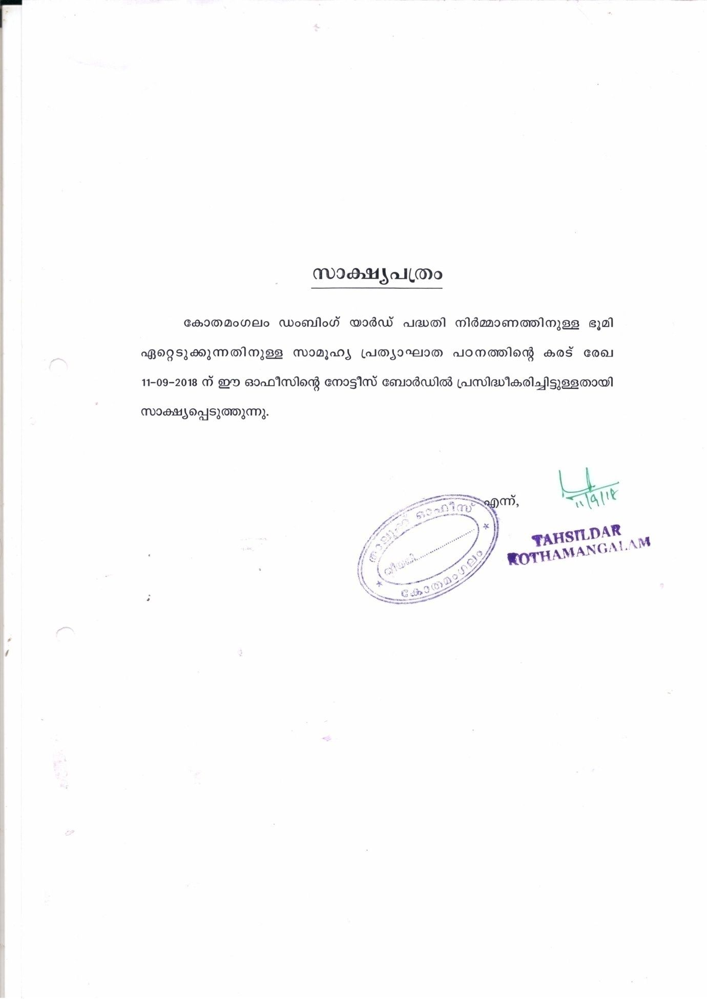 സാക്ഷ്യപത്രം
കോതമംഗലം ഡംബിംഗ് യാർഡ് പദ്ധതി നിർമ്മാണത്തിനുള്ള ഭൂമി
ഏറ്റെടുക്കുന്നതിനുള്ള സാമൂഹ്യ പ്രത്യാഘാത പഠനത്തിന്റെ കരട് രേഖ
11-09-2018 ന് ഈ ഓഫീസിന്റെ നോട്ടീസ് ബോർഡിൽ പ്രസിദ്ധീകരിച്ചിട്ടുള്ളതായി
സാക്ഷ്യപ്പെടുത്തുന്നു.
എന്ന്,
11/9/18
TAHSILDAR
KOTHAMANGALAM
താലൂക്ക് ഓഫീസ്
തീയതി..............................
കോതമംഗലം